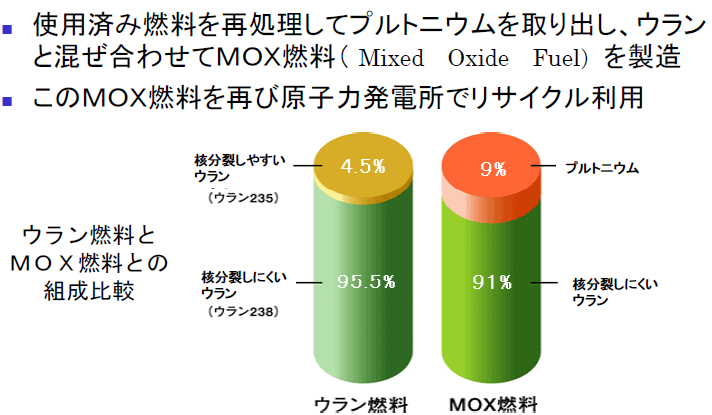 ■ 使用済み燃料を再処理してプルトニウムを取り出し、ウラン
と混ぜ合わせてMOX燃料( Mixed Oxide Fuel) を製造
■ このMOX燃料を再び原子力発電所でリサイクル利用
核分裂しやすい
ウラン
(ウラン235)
4.5%
9%
プルトニウム
ウラン燃料と
MOX燃料との
組成比較
核分裂しにくい
ウラン
(ウラン238)
95.5%
91%
核分裂しにくい
ウラン
ウラン燃料
MOX燃料